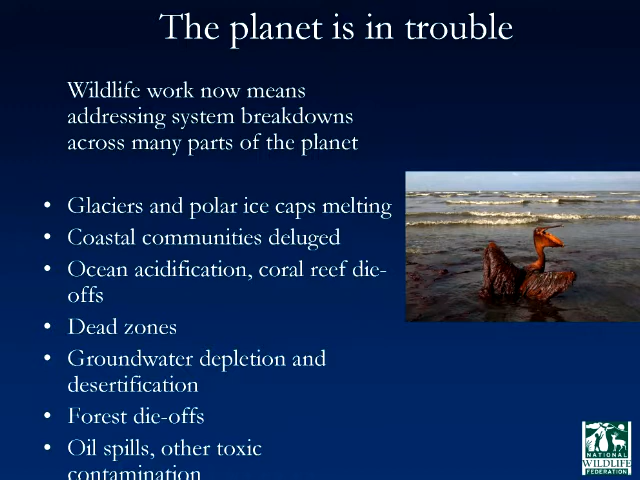 The planet is in trouble
Wildlife work now means
addressing system breakdowns
across many parts of the planet
• Glaciers and polar ice caps melting
• Coastal communities deluged
• Ocean acidification, coral reef die-
offs
• Dead zones
• Groundwater depletion and
desertification
• Forest die-offs
• Oil spills, other toxic
contamination
NATIONAL
WILDLIFE
FEDERATION